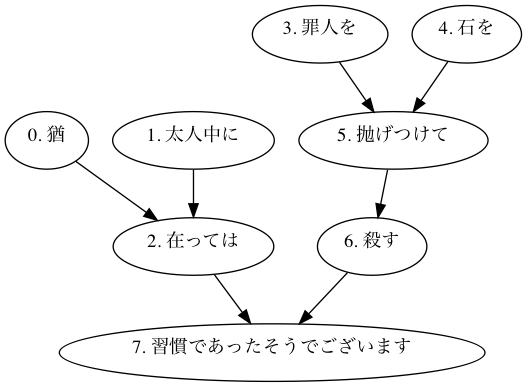 3. 罪人を
4. 石を
0. 猶
1. 太人中に
5. 抛げつけて
2. 在っては
6. 殺す
7. 習慣であったそうでございます